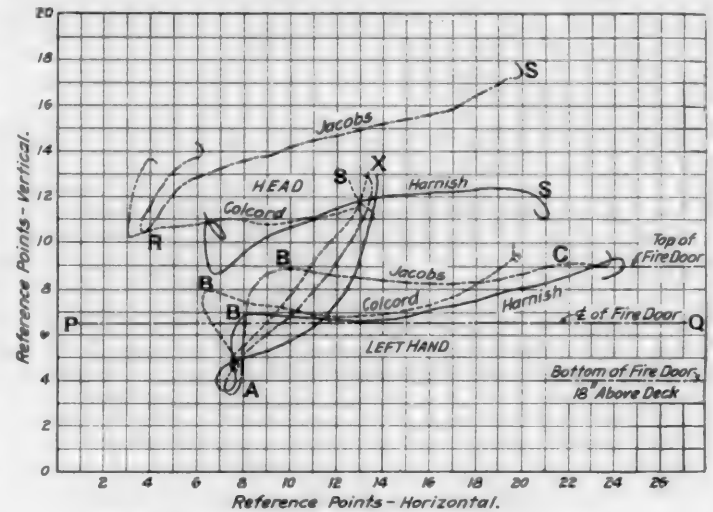 20
18
16
14
12
10
8
6
4
2
0
Reference Points - Vertical.
Jacobs
S
HEAD
S
X
Harnish
S
Colcord
R
B
Jacobs
C
Top of
Fire Door
B
Colcord
B
Harnish
P
℄ of Fire Door
Q
LEFT HAND
M
A
Bottom of Fire Door
18" Above Deck
2 4 6 8 10 12 14 16 18 20 22 24 26
Reference Points - Horizontal.